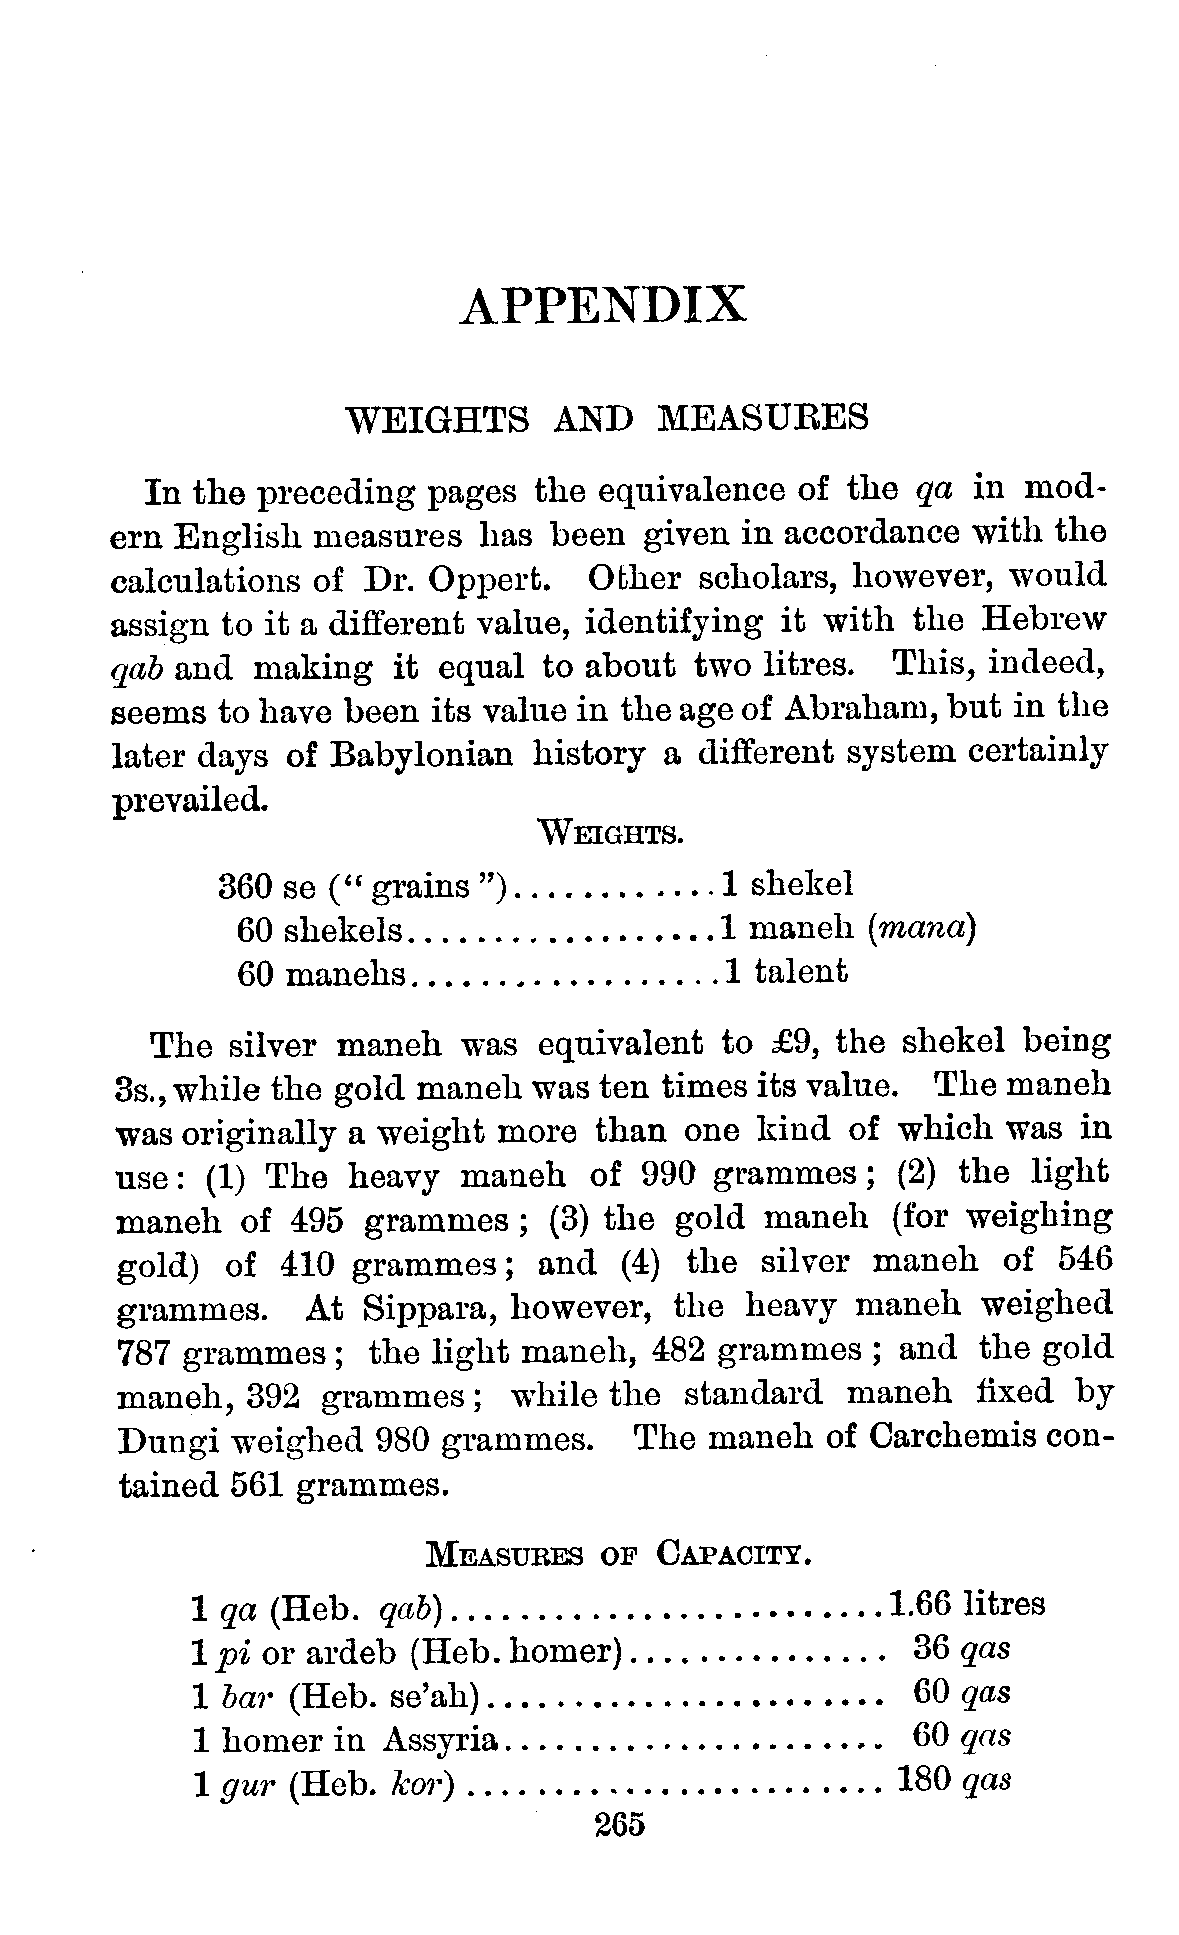 APPENDIX
WEIGHTS AND MEASURES
In the preceding pages the equivalence of the qa in mod-
ern English measures has been given in accordance with the
calculations of Dr. Oppert. Other scholars, however, would
assign to it a different value, identifying it with the Hebrew
qab and making it equal to about two litres. This, indeed,
seems to have been its value in the age of Abraham, but in the
later days of Babylonian history a different system certainly
prevailed.
WEIGHTS.
360 se (“grains”)............1 shekel
60 shekels..................1 maneh (mana)
60 manehs..................1 talent
The silver maneh was equivalent to £9, the shekel being
3s., while the gold maneh was ten times its value. The maneh
was originally a weight more than one kind of which was in
use: (1) The heavy maneh of 990 grammes; (2) the light
maneh of 495 grammes; (3) the gold maneh (for weighing
gold) of 410 grammes; and (4) the silver maneh of 546
grammes. At Sippara, however, the heavy maneh weighed
787 grammes; the light maneh, 482 grammes; and the gold
maneh, 392 grammes; while the standard maneh fixed by
Dungi weighed 980 grammes. The maneh of Carchemis con-
tained 561 grammes.
MEASURES OF CAPACITY.
1 qa (Heb. qab).........................1.66 litres
1 pi or ardeb (Heb. homer)............... 36 qas
1 bar (Heb. se’ah)....................... 60 qas
1 homer in Assyria...................... 60 qas
1 gur (Heb. kor)........................ 180 qas
265